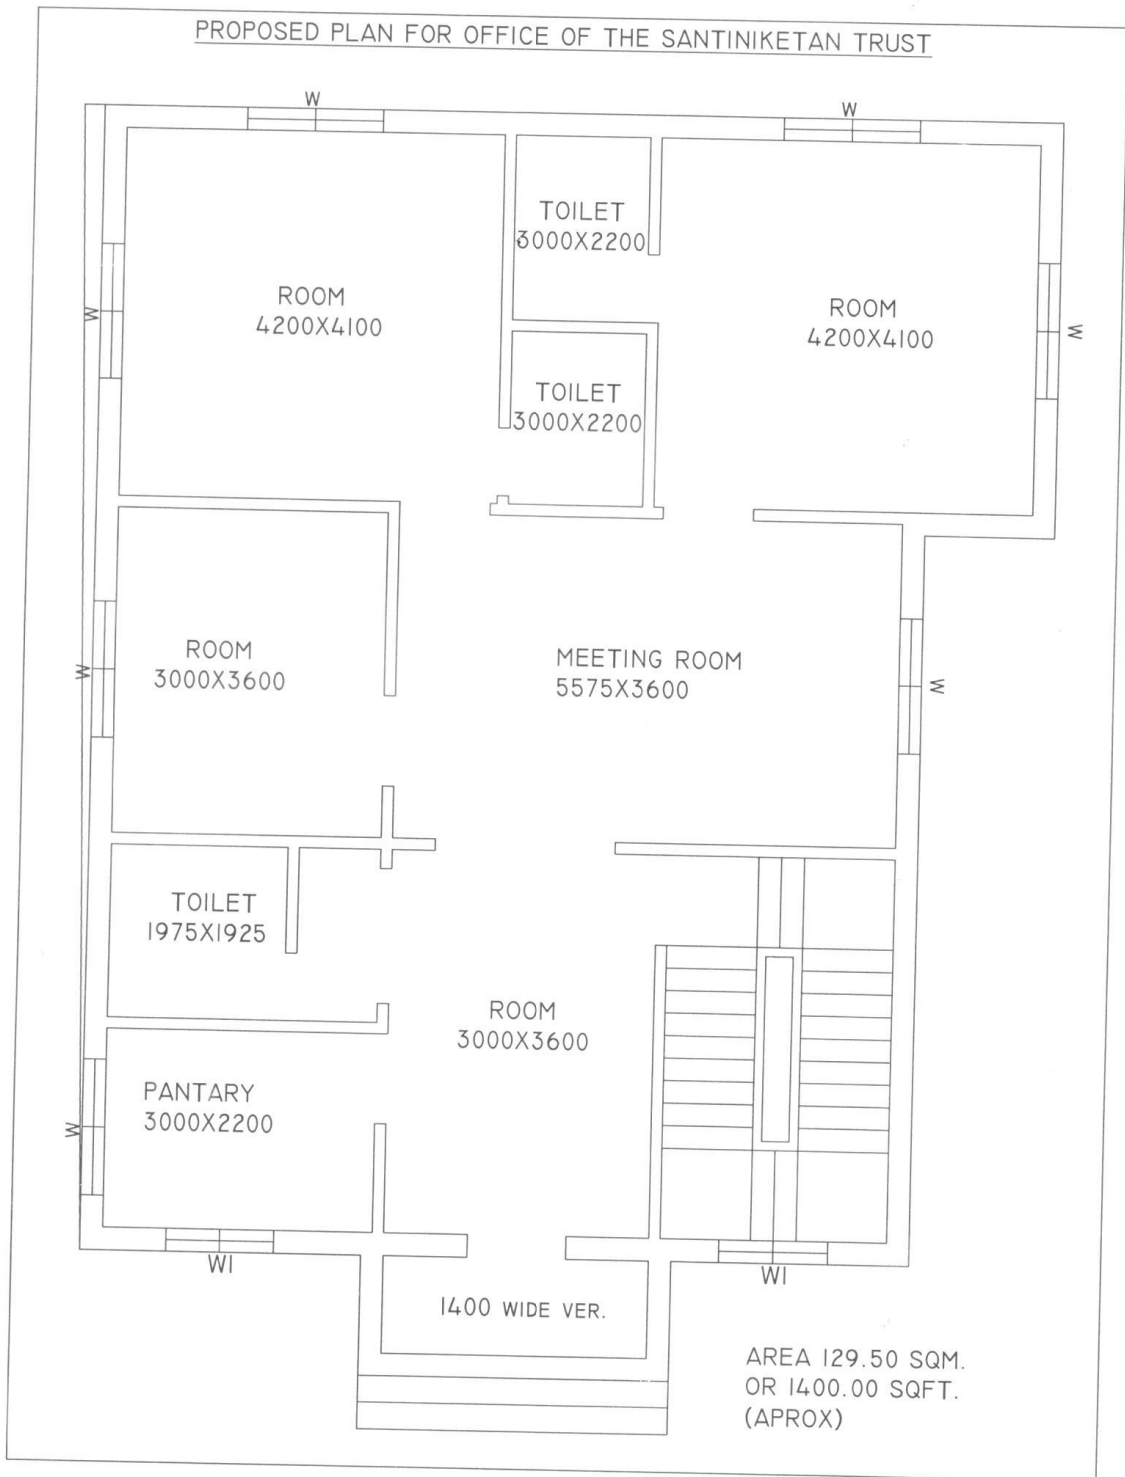 PROPOSED PLAN FOR OFFICE OF THE SANTINIKETAN TRUST
W
W
TOILET
3000X2200
ROOM
4200X4100
ROOM
4200X4100
W
W
TOILET
3000X2200
ROOM
3000X3600
MEETING ROOM
5575X3600
W
W
TOILET
1975X1925
ROOM
3000X3600
PANTARY
3000X2200
W
W1
W1
1400 WIDE VER.
AREA 129.50 SQM.
OR 1400.00 SQFT.
(APROX)